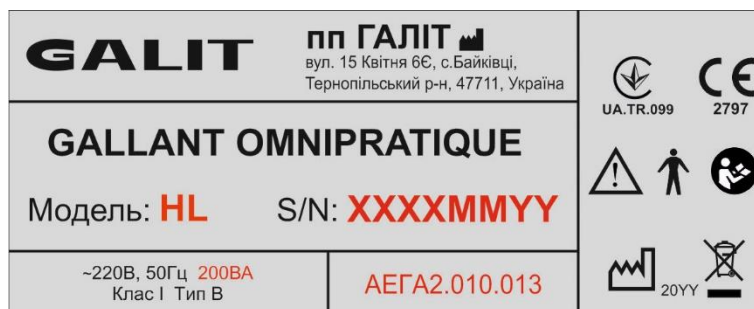 GALIT
пп ГАЛІТ
вул. 15 Квітня 6Є, с.Байківці,
Тернопільський р-н, 47711, Україна
GALLANT OMNIPRATIQUE
Модель: HL S/N: XXXXMMYY
~220В, 50Гц 200ВА
Клас I Тип В
АЕГА2.010.013
UA.TR.099
CE
2797
20YY